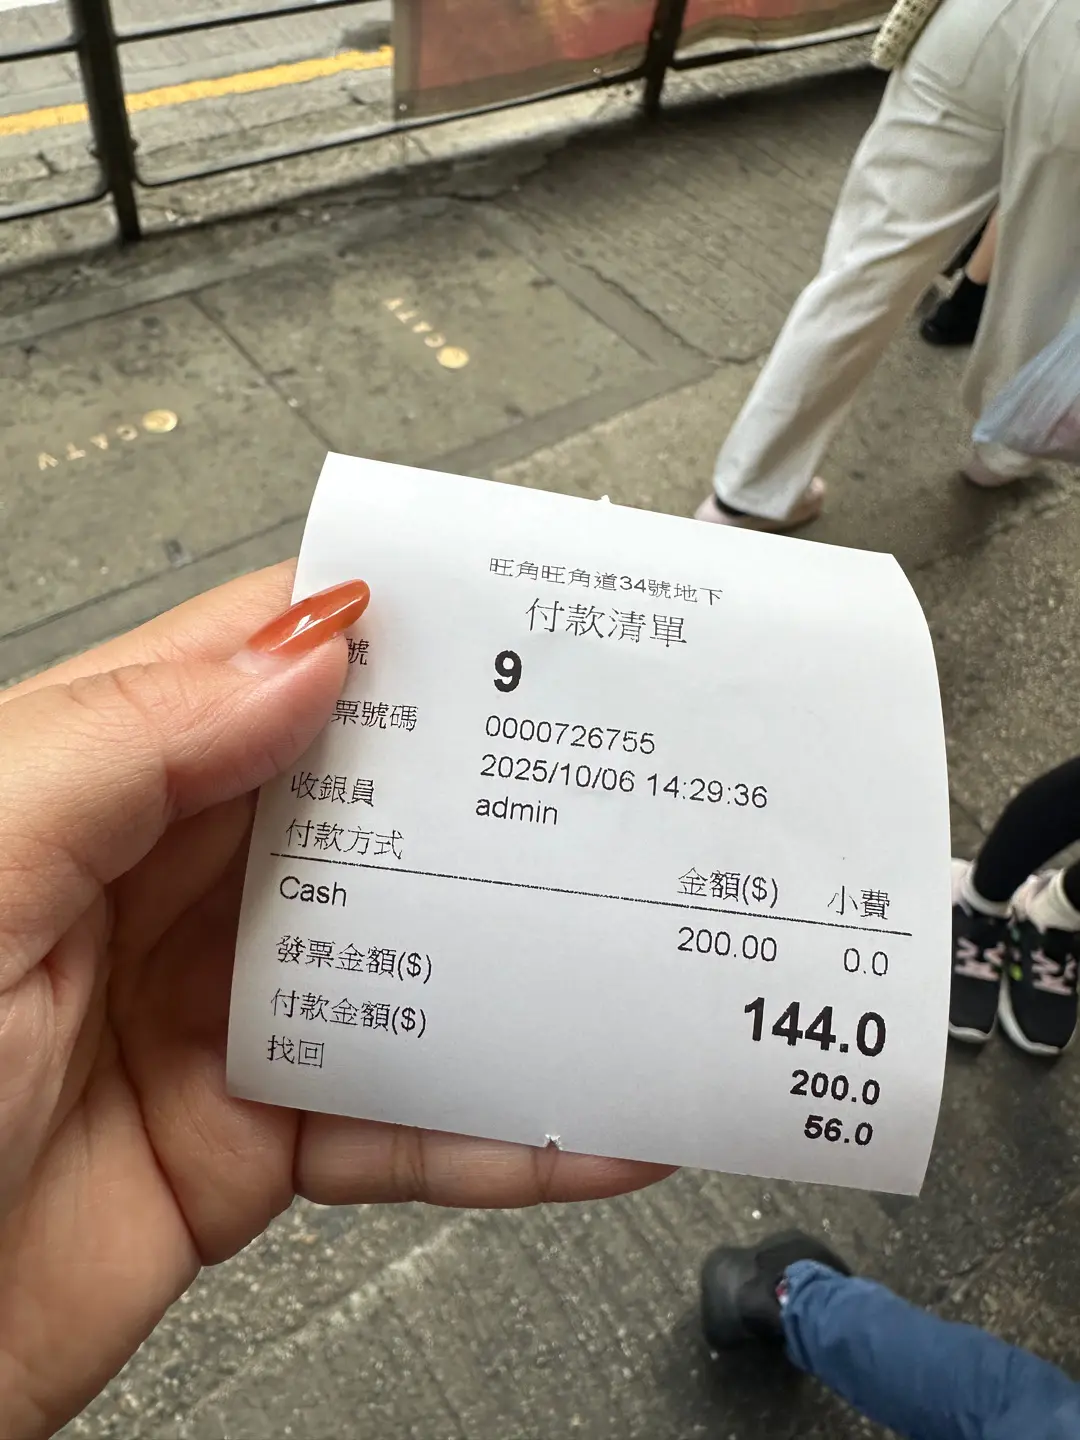 CATV
CATV
旺角旺角道34號地下
付款清單
號 9
票號碼 0000726755
2025/10/06 14:29:36
收銀員 admin
付款方式 金額($) 小費
Cash 200.00 0.0
發票金額($) 144.0
付款金額($) 200.0
找回 56.0